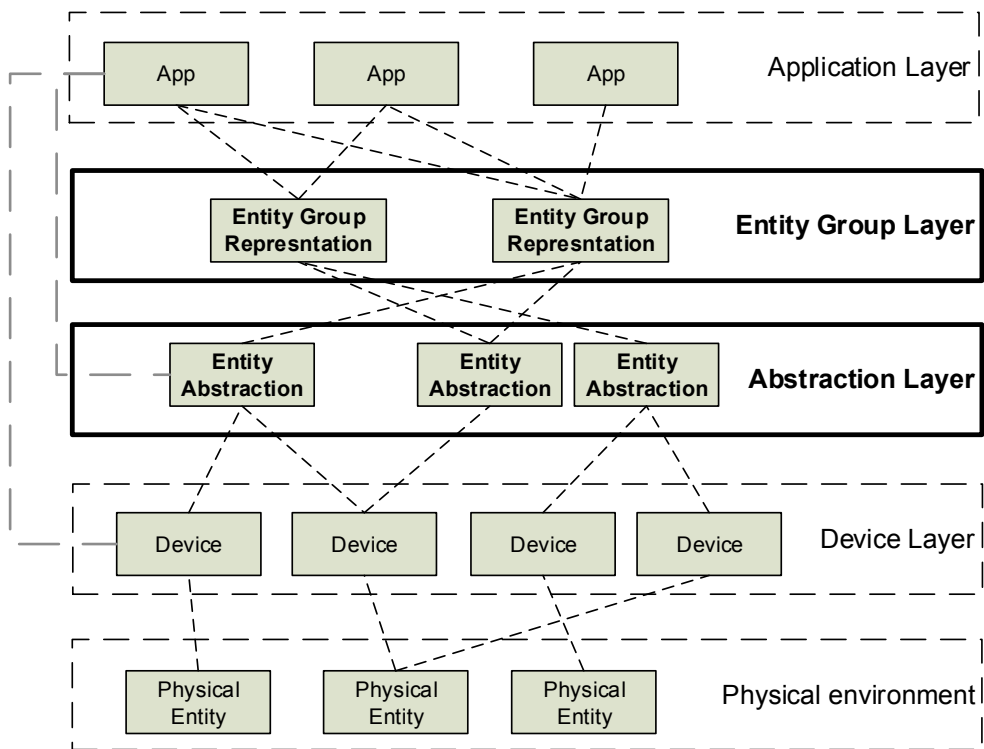 App
App
App
Application Layer
Entity Group
Represntation
Entity Group
Represntation
Entity Group Layer
Entity
Abstraction
Entity
Abstraction
Entity
Abstraction
Abstraction Layer
Device
Device
Device
Device
Device Layer
Physical
Entity
Physical
Entity
Physical
Entity
Physical environment